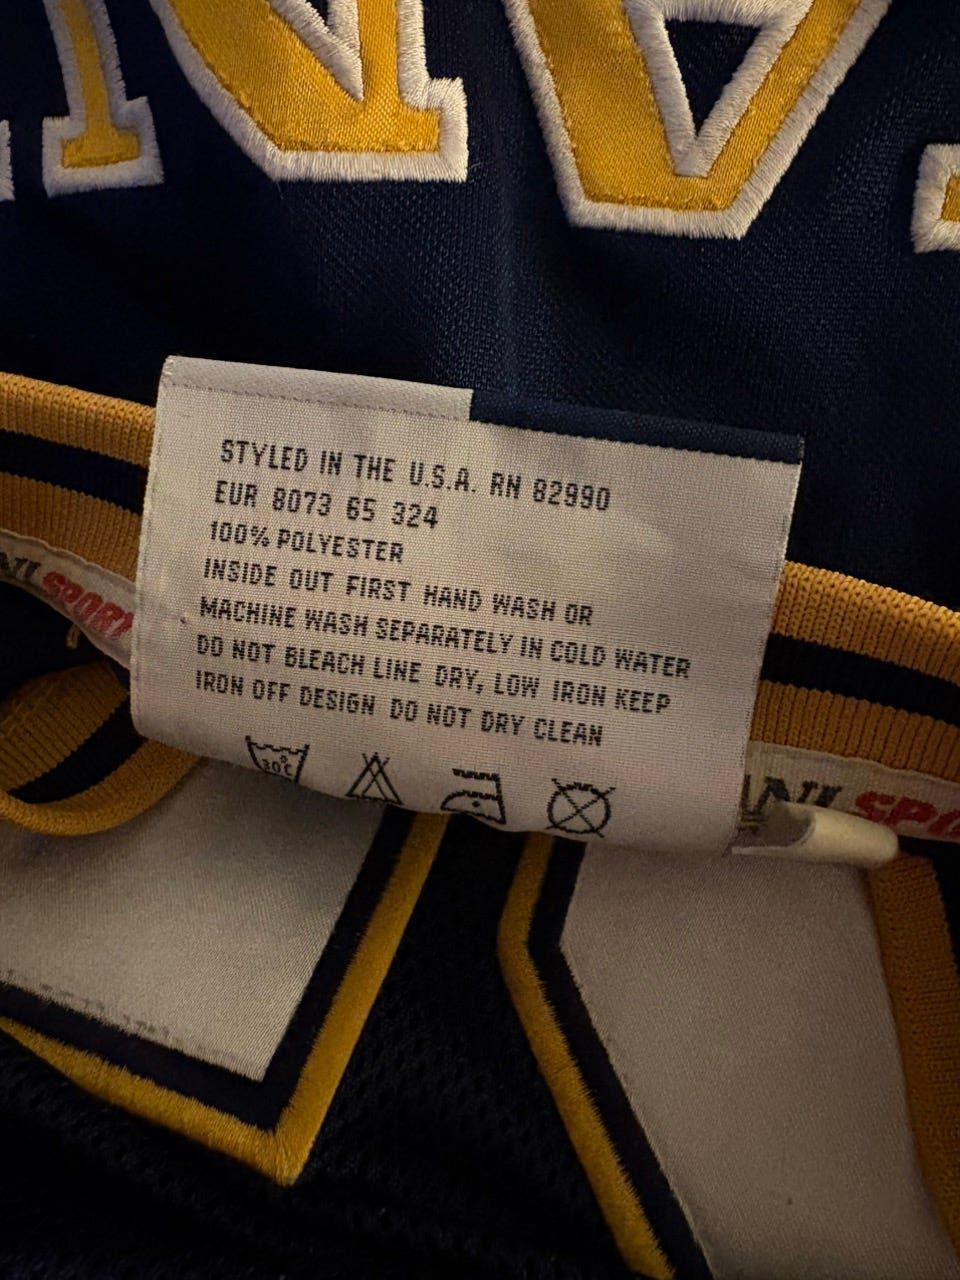 STYLED IN THE U.S.A. RN 82990
EUR 8073 65 324
100% POLYESTER
INSIDE OUT FIRST HAND WASH OR
MACHINE WASH SEPARATELY IN COLD WATER
DO NOT BLEACH LINE DRY, LOW IRON KEEP
IRON OFF DESIGN DO NOT DRY CLEAN
30°C